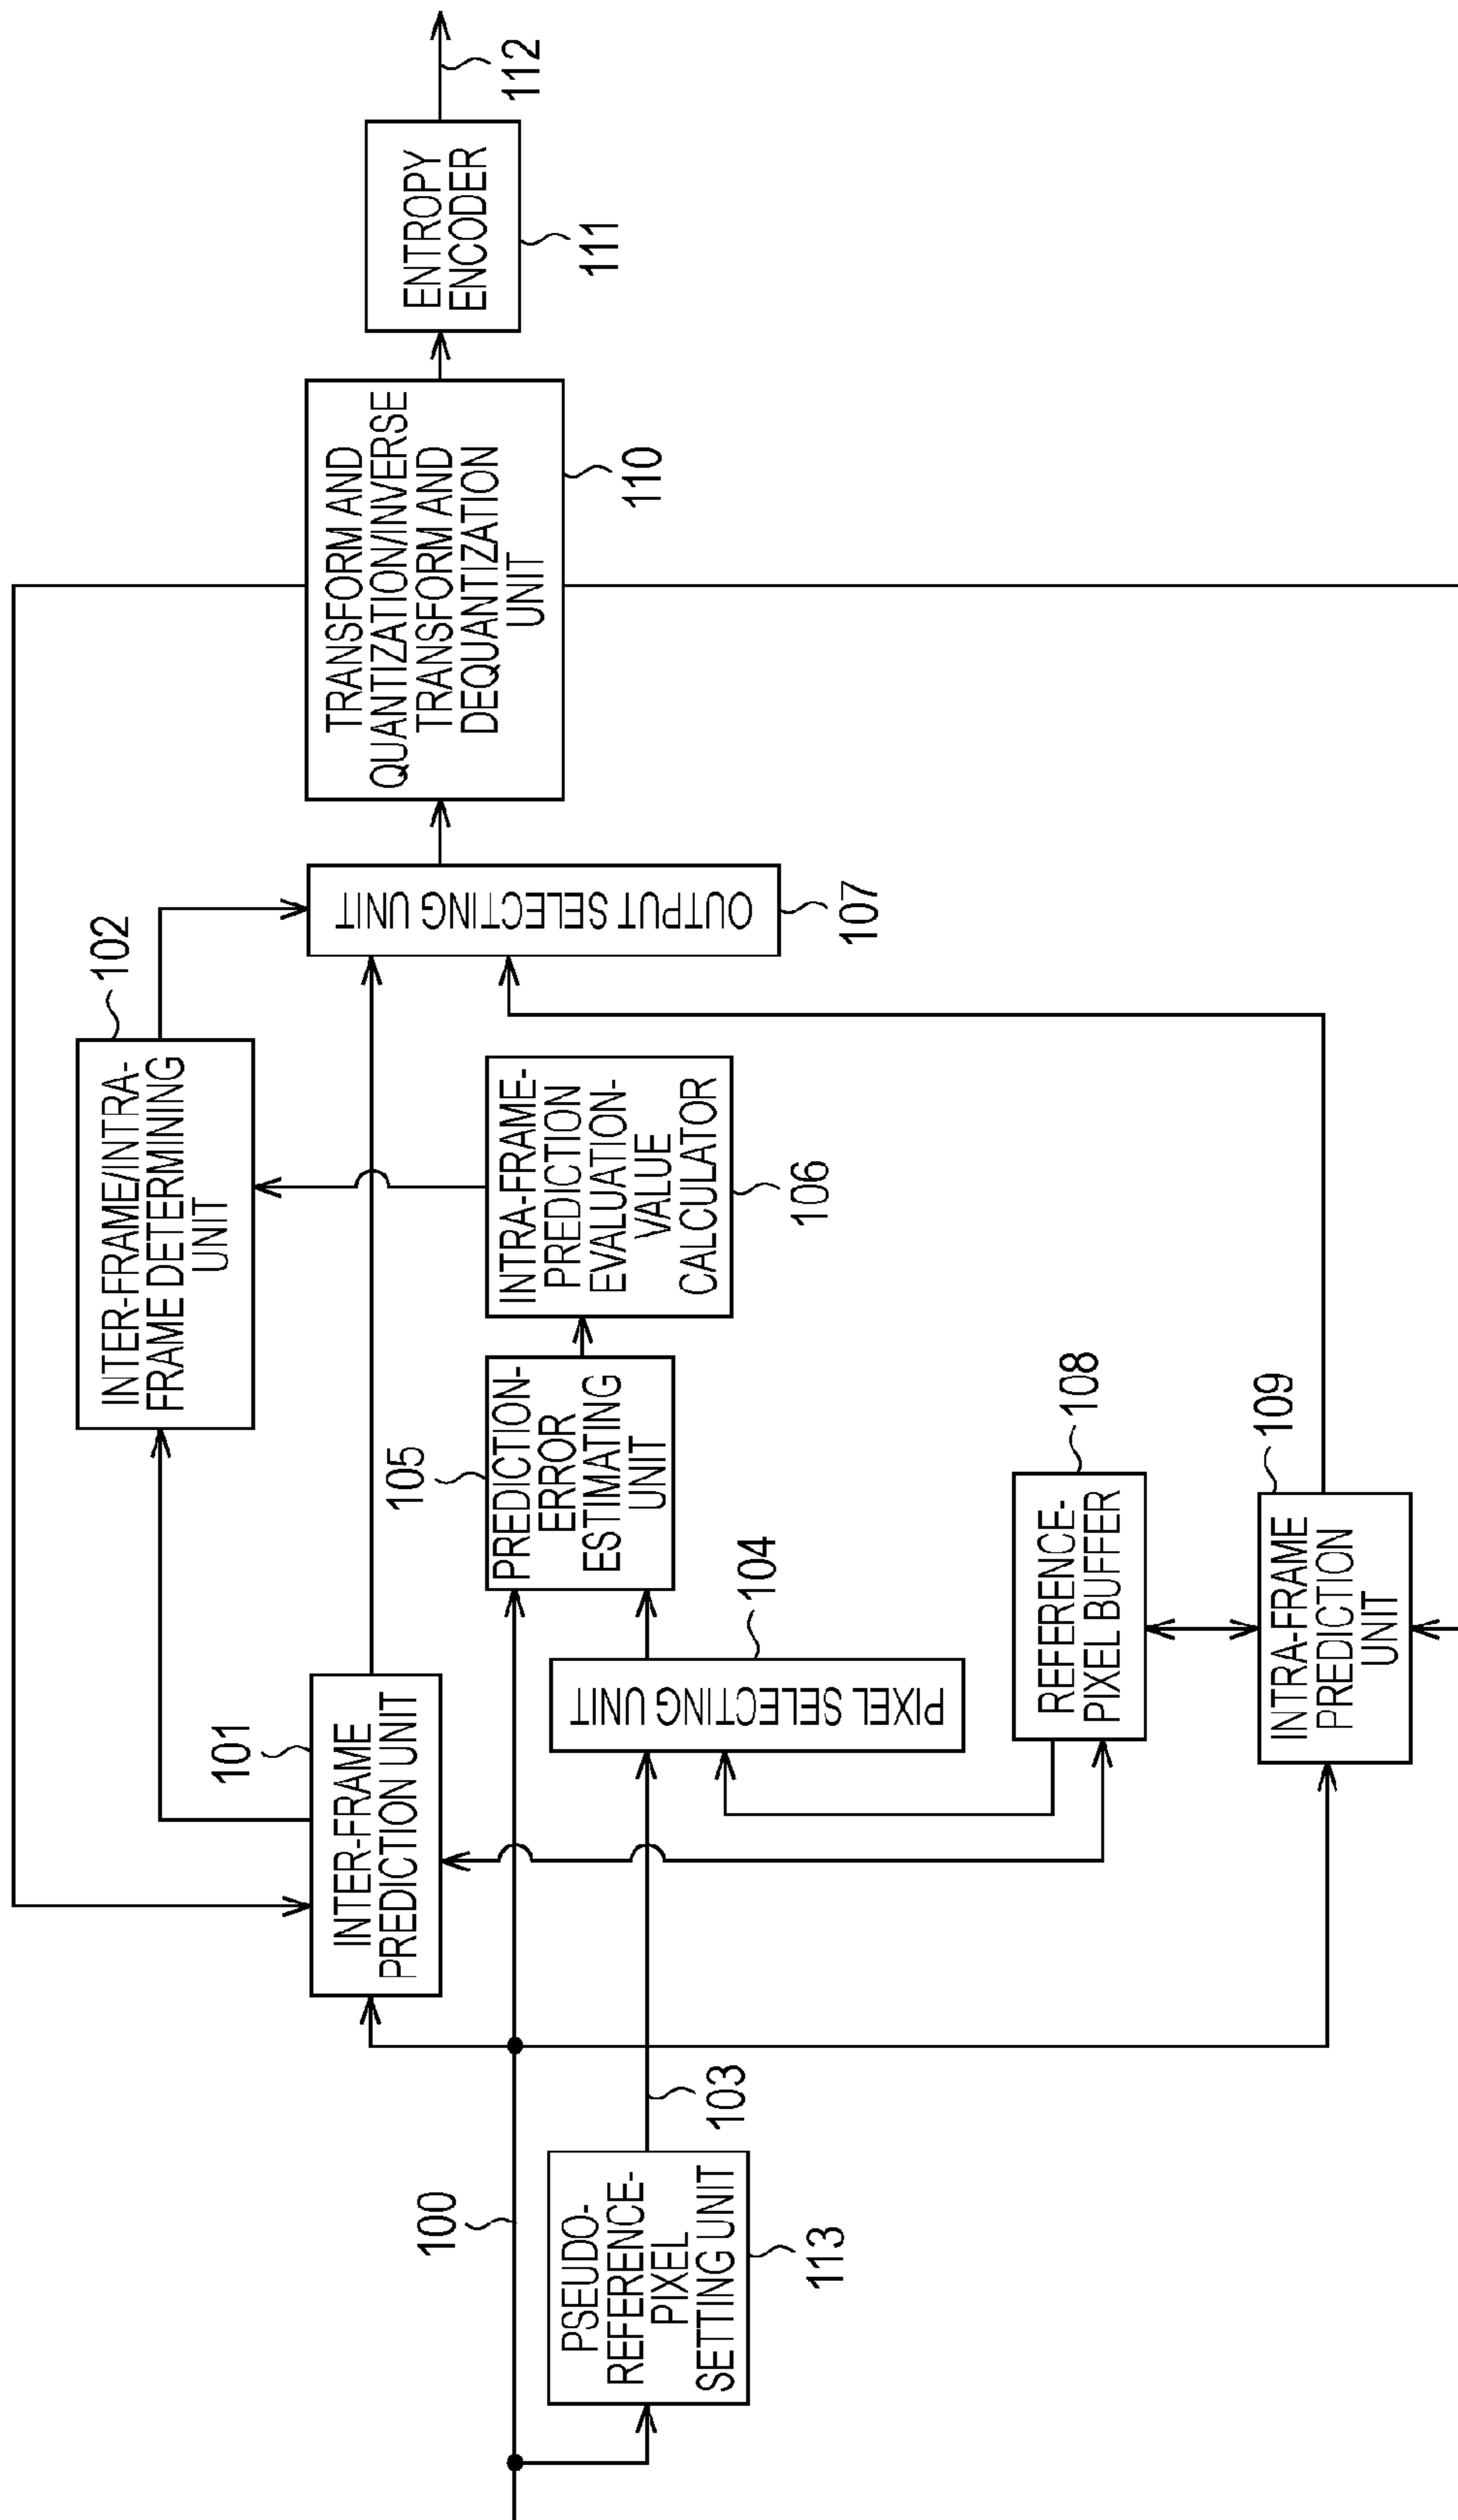 100
PSEUDO-
REFERENCE-
PIXEL
SETTING UNIT
113
103
101
INTER-FRAME
PREDICTION UNIT
PIXEL SELECTING UNIT
104
REFERENCE-
PIXEL BUFFER
108
INTRA-FRAME
PREDICTION
UNIT
109
105
PREDICTION-
ERROR
ESTIMATING
UNIT
INTER-FRAME/INTRA-
FRAME DETERMINING
UNIT
102
INTRA-FRAME-
PREDICTION
EVALUATION-
VALUE
CALCULATOR
106
OUTPUT SELECTING UNIT
107
TRANSFORM AND
QUANTIZATION/INVERSE
TRANSFORM AND
DEQUANTIZATION
UNIT
110
ENTROPY
ENCODER
111
112